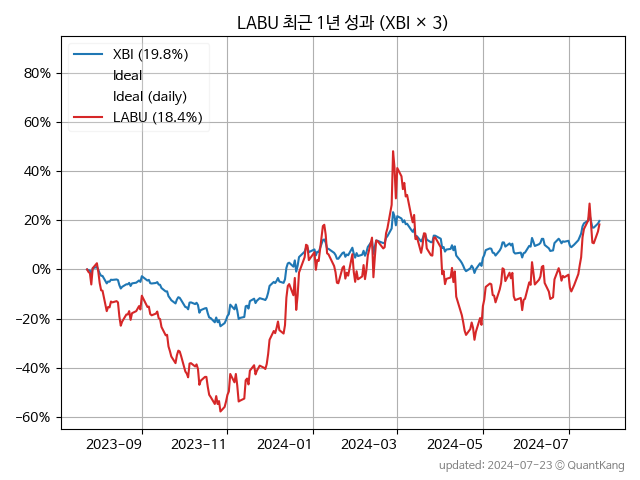 LABU 최근 1년 성과 (XBI × 3)
XBI (19.8%)
Ideal
Ideal (daily)
LABU (18.4%)
80%
60%
40%
20%
0%
−20%
−40%
−60%
2023-09
2023-11
2024-01
2024-03
2024-05
2024-07
updated: 2024-07-23 © QuantKang